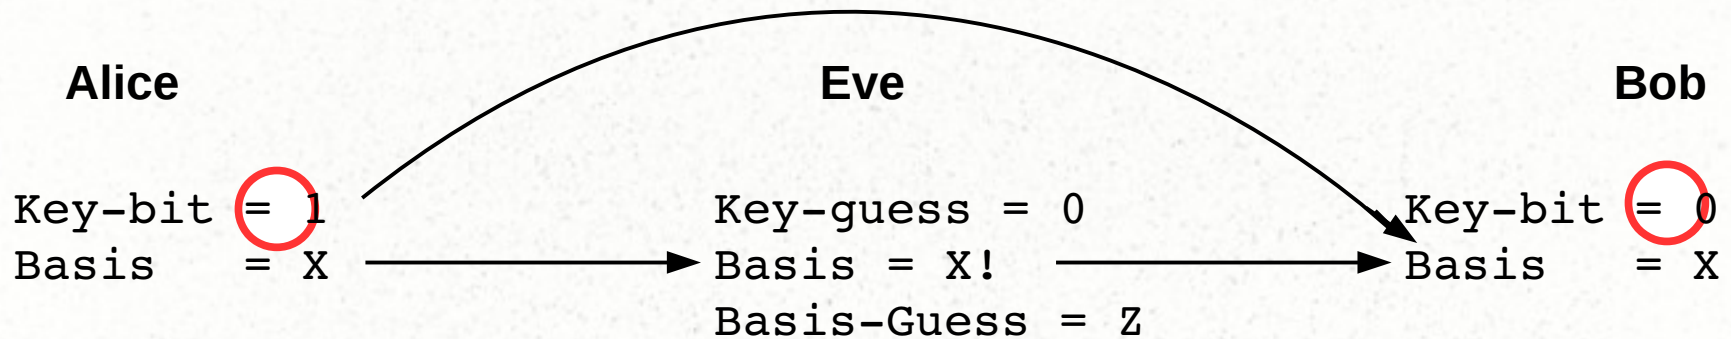 Alice Eve Bob
Key-bit = 1 Key-guess = 0 Key-bit = 0
Basis = X Basis = X! Basis = X
Basis-Guess = Z